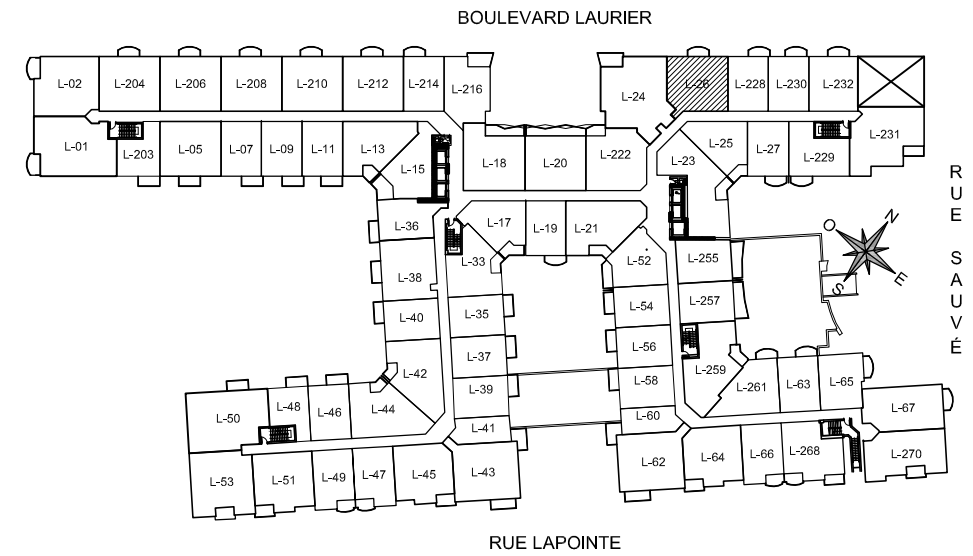 BOULEVARD LAURIER
L-02 L-204 L-206 L-208 L-210 L-212 L-214 L-216 L-24 L-26 L-228 L-230 L-232
L-01 L-203 L-05 L-07 L-09 L-11 L-13 L-15 L-18 L-20 L-222 L-23 L-25 L-27 L-229 L-231
L-36 L-17 L-19 L-21
L-33 L-52 L-255
L-38
L-35 L-54 L-257
L-40
L-37 L-56
L-42 L-259
L-39 L-58 L-261 L-63 L-65
L-50 L-48 L-46 L-44 L-41 L-60 L-67
L-53 L-51 L-49 L-47 L-45 L-43 L-62 L-64 L-66 L-268 L-270
RUE SAUVÉ
N
O
E
S
RUE LAPOINTE